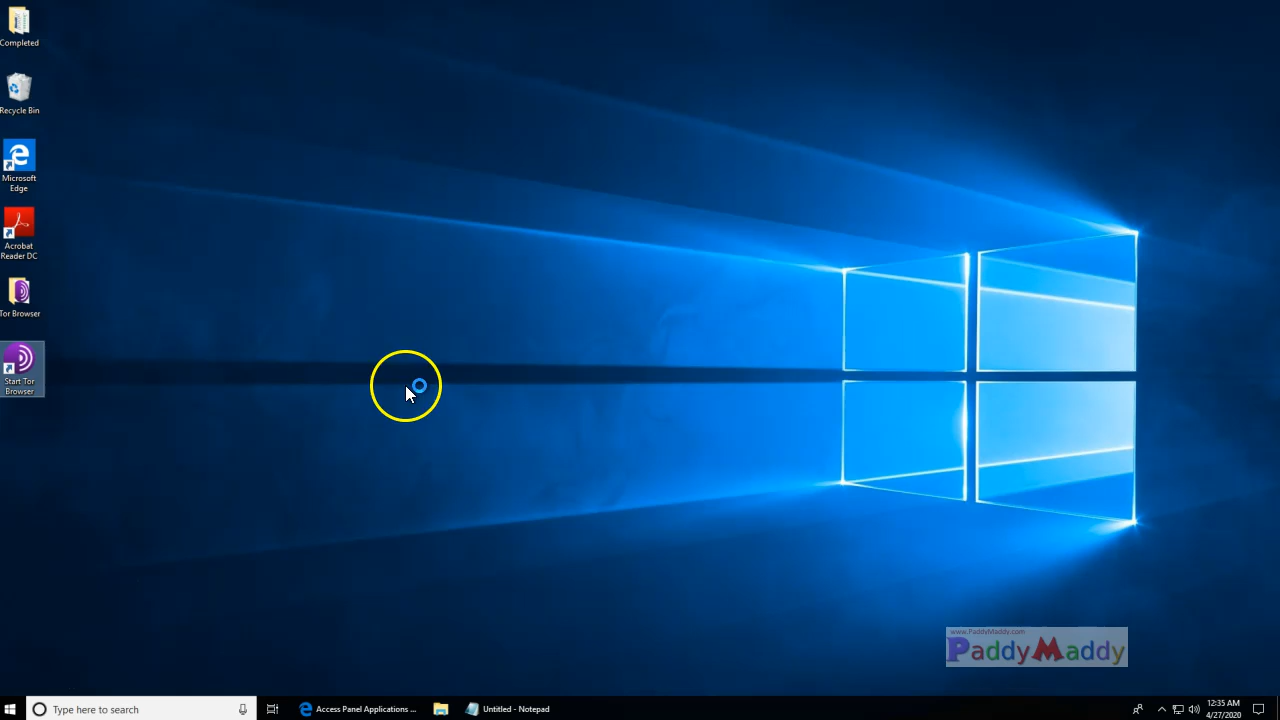 Completed
Recycle Bin
Microsoft
Edge
Acrobat
Reader DC
Tor Browser
Start Tor
Browser
www.PaddyMaddy.com
PaddyMaddy
Type here to search
Access Panel Applications ...
Untitled - Notepad
12:35 AM
4/27/2020